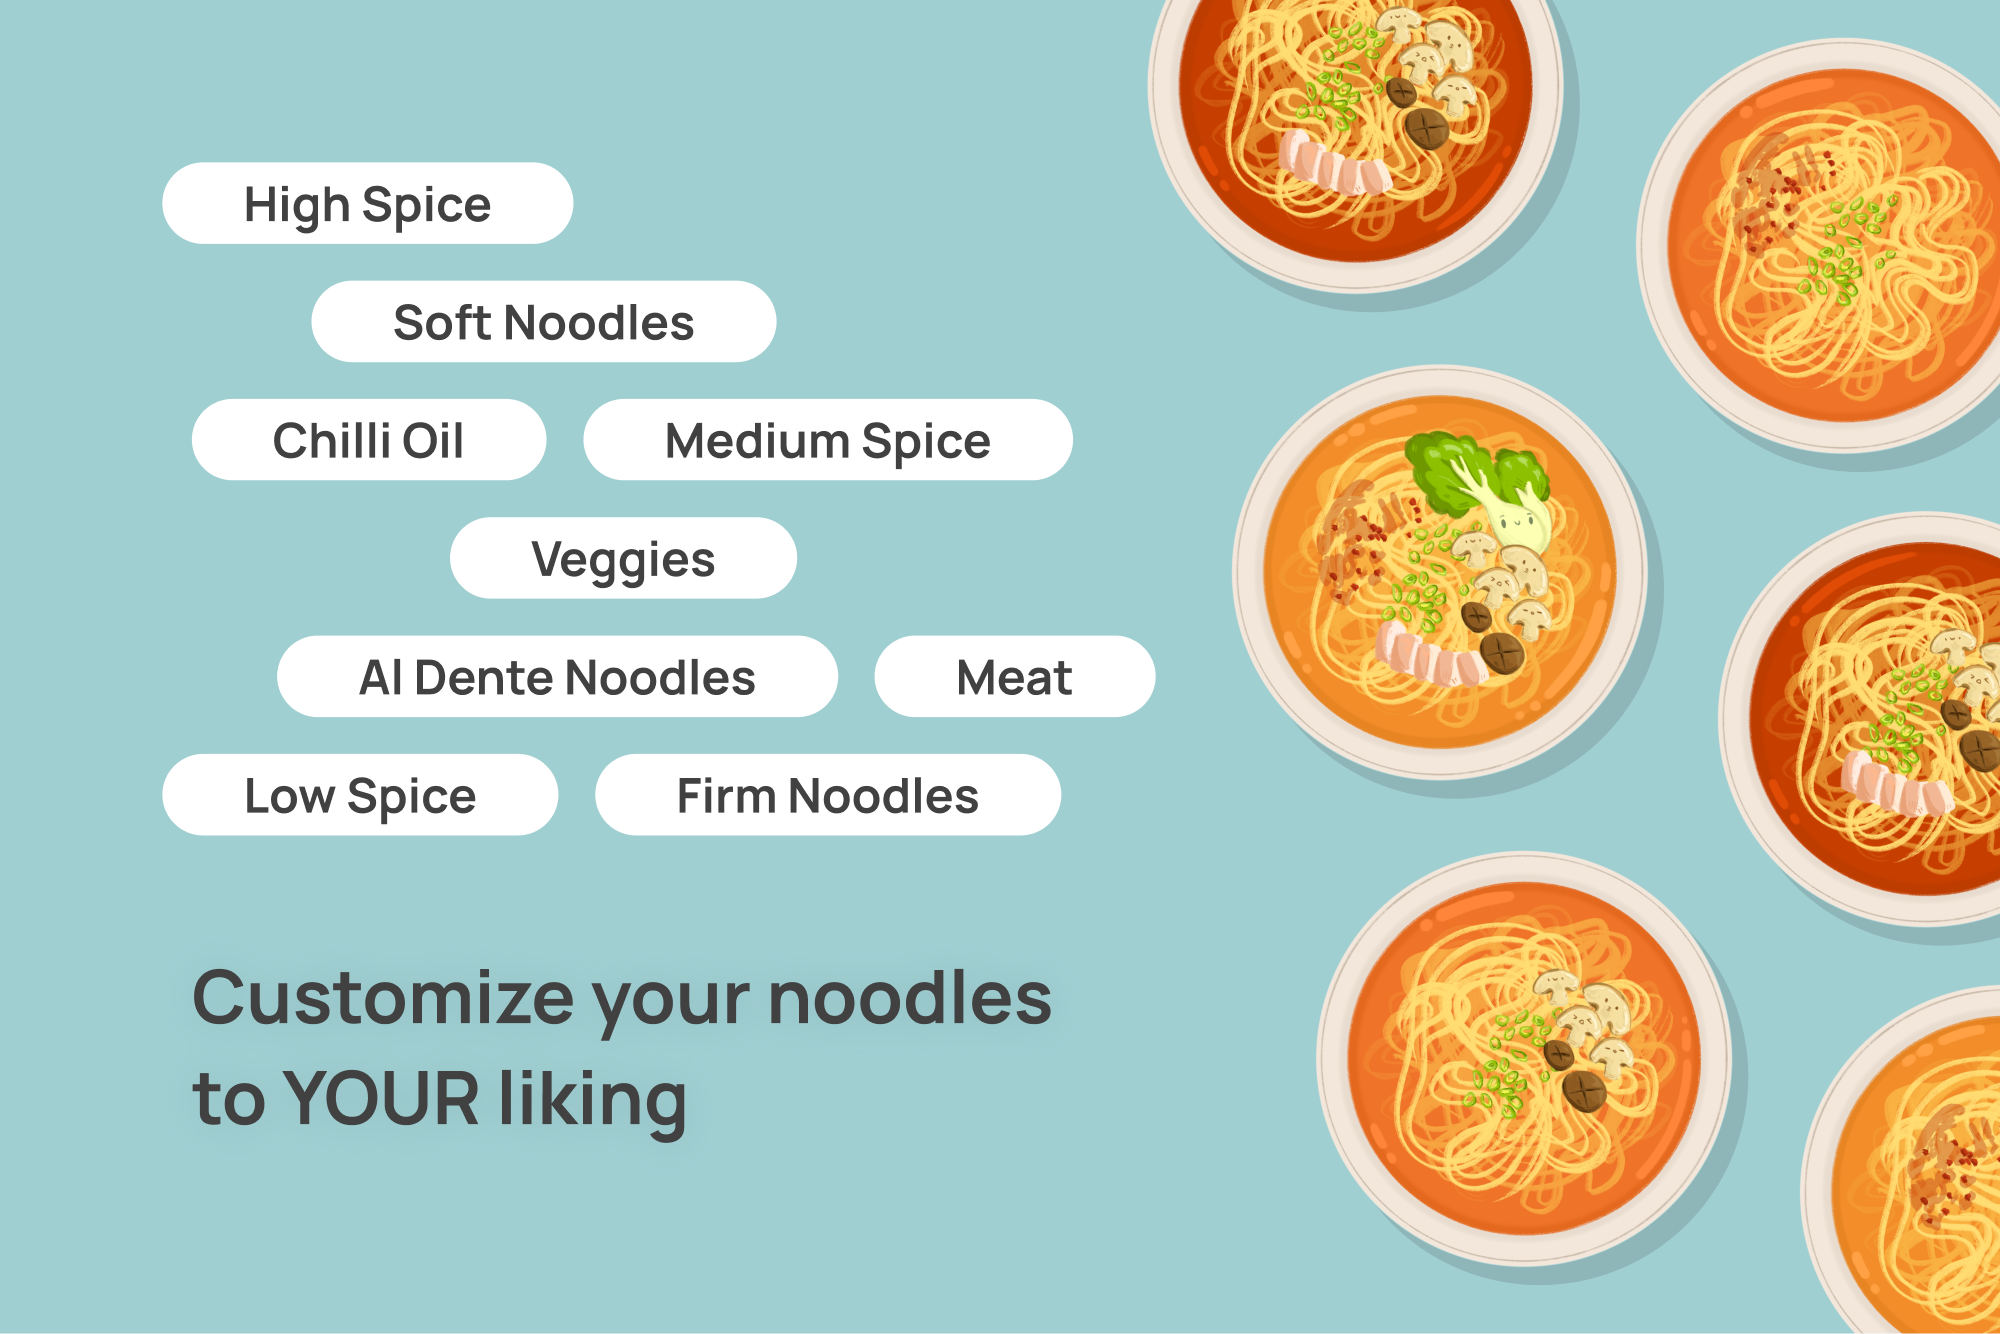 High Spice
Soft Noodles
Chilli Oil
Medium Spice
Veggies
Al Dente Noodles
Meat
Low Spice
Firm Noodles
Customize your noodles
to YOUR liking